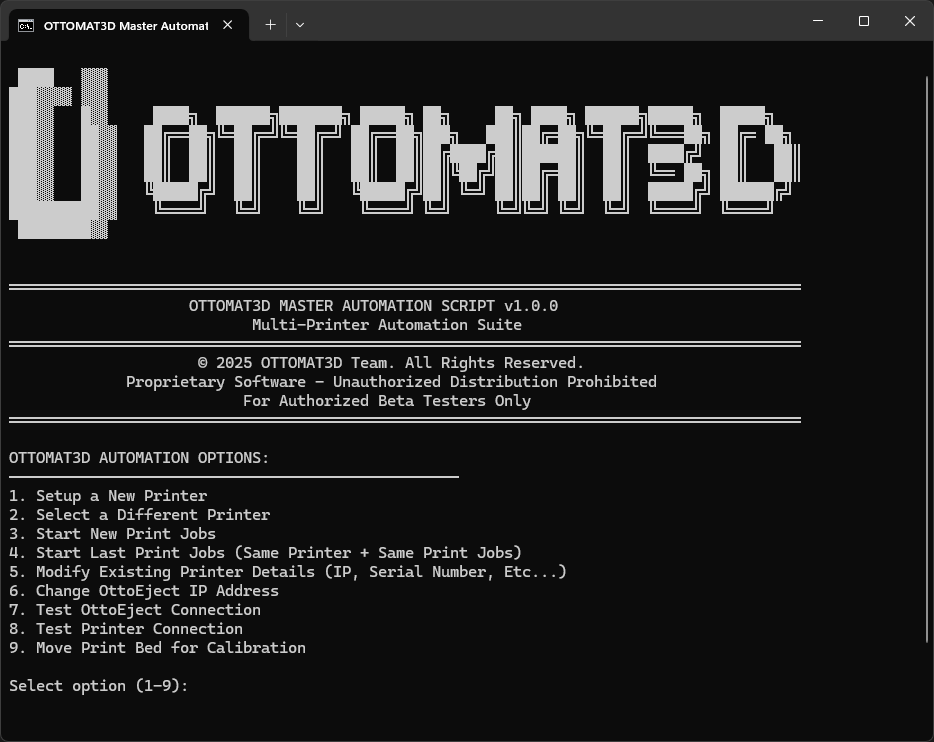 OTTOMAT3D Master Automat
OTTOMAT3D
OTTOMAT3D MASTER AUTOMATION SCRIPT v1.0.0
Multi-Printer Automation Suite
© 2025 OTTOMAT3D Team. All Rights Reserved.
Proprietary Software - Unauthorized Distribution Prohibited
For Authorized Beta Testers Only
OTTOMAT3D AUTOMATION OPTIONS:
1. Setup a New Printer
2. Select a Different Printer
3. Start New Print Jobs
4. Start Last Print Jobs (Same Printer + Same Print Jobs)
5. Modify Existing Printer Details (IP, Serial Number, Etc...)
6. Change OttoEject IP Address
7. Test OttoEject Connection
8. Test Printer Connection
9. Move Print Bed for Calibration
Select option (1-9):